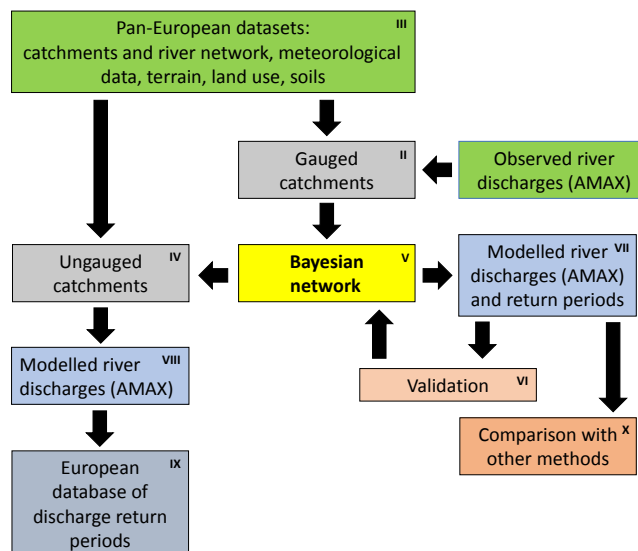 Pan-European datasets: III
catchments and river network, meteorological
data, terrain, land use, soils
Gauged II
catchments
Observed river
discharges (AMAX)
Ungauged IV
catchments
Bayesian V
network
Modelled river VII
discharges (AMAX)
and return periods
Modelled river VIII
discharges (AMAX)
Validation VI
Comparison with X
other methods
European IX
database of
discharge return
periods